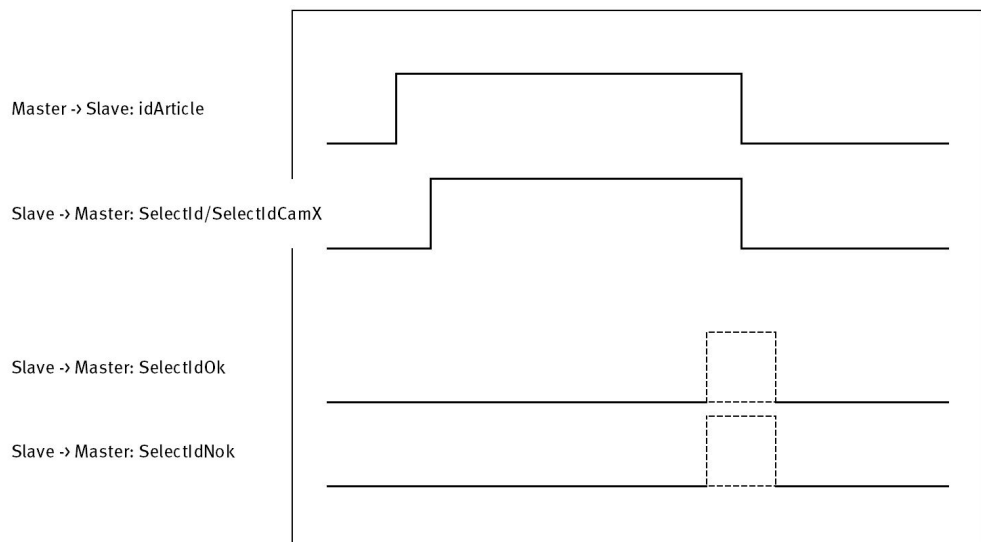 Master -> Slave: idArticle
Slave -> Master: SelectId/SelectIdCamX
Slave -> Master: SelectIdOk
Slave -> Master: SelectIdNok